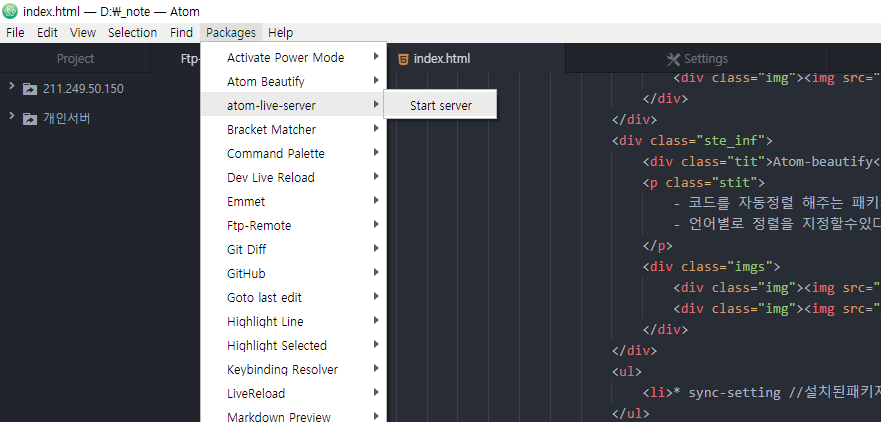 index.html — D:\_note — Atom
File Edit View Selection Find Packages Help
Project
Ftp-
index.html
Settings
211.249.50.150
개인서버
Activate Power Mode
Atom Beautify
atom-live-server
Start server
Bracket Matcher
Command Palette
Dev Live Reload
Emmet
Ftp-Remote
Git Diff
GitHub
Goto last edit
Highlight Line
Highlight Selected
Keybinding Resolver
LiveReload
Markdown Preview
<div class="img"><img src="
</div>
</div>
<div class="ste_inf">
<div class="tit">Atom-beautify<
<p class="stit">
- 코드를 자동정렬 해주는 패키
- 언어별로 정렬을 지정할수있다
</p>
<div class="imgs">
<div class="img"><img src="
<div class="img"><img src="
</div>
</div>
<ul>
<li>* sync-setting //설치된패키지
</ul>